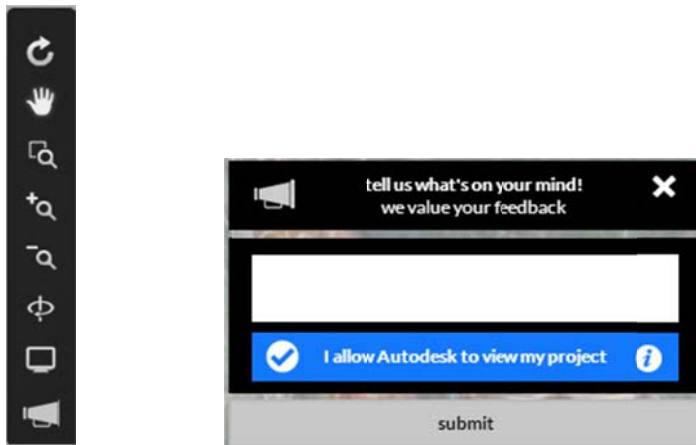 tell us what's on your mind!
we value your feedback
I allow Autodesk to view my project
submit